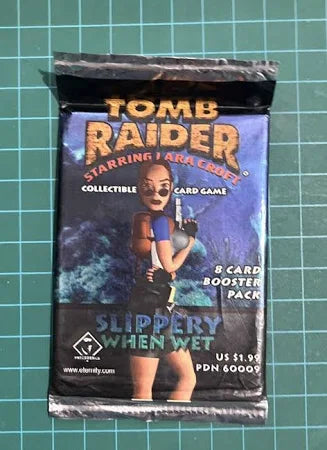 TOMB
RAIDER
STARRING LARA CROFT
COLLECTIBLE CARD GAME
8 CARD
BOOSTER
PACK
SLIPPERY
WHEN WET
PRECEDENCE
US $1.99
www.eternity.com
PDN 60009